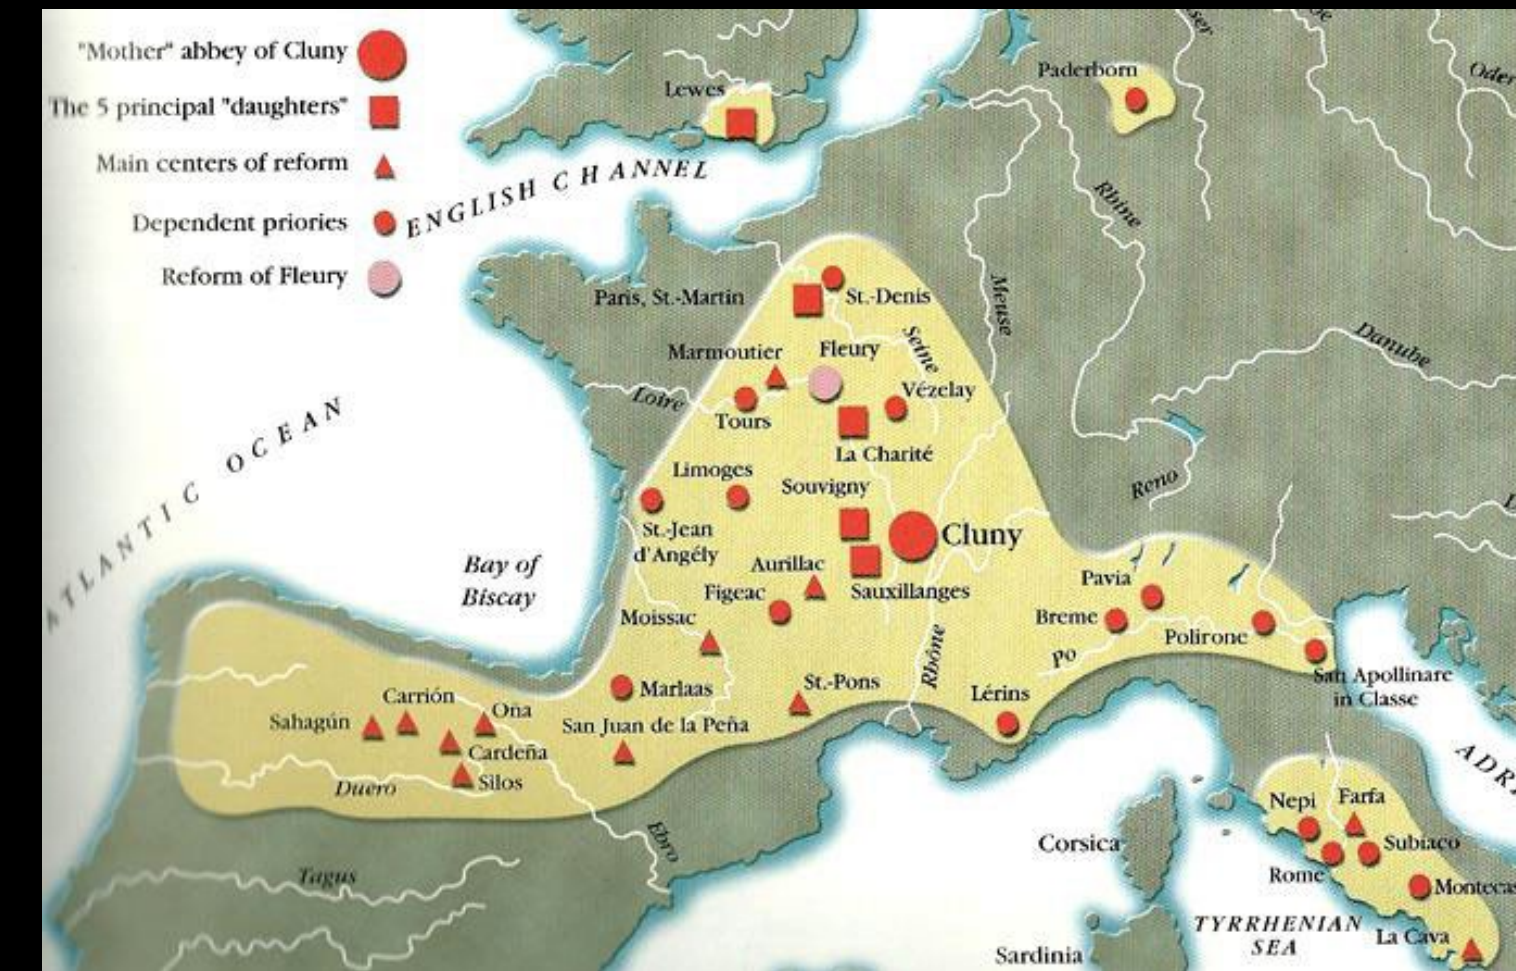 "Mother" abbey of Cluny
The 5 principal "daughters"
Main centers of reform
Dependent priories
Reform of Fleury
Lewes
Paderborn
Oder
ENGLISH CHANNEL
Rhine
Meuse
Paris, St.-Martin
St.-Denis
Seine
Marmoutier
Fleury
Danube
Loire
Vézelay
Tours
ATLANTIC OCEAN
La Charité
Limoges
Souvigny
Reno
St.-Jean
d'Angély
Cluny
Bay of
Biscay
Aurillac
Sauxillanges
Figeac
Pavia
Moissac
Breme
Polirone
Rhône
Po
Marlaas
St.-Pons
Lérins
San Apollinare
in Classe
Carrión
Oña
Sahagún
San Juan de la Peña
Cardeña
Silos
Duero
ADR
Nepi
Farfa
Ebro
Corsica
Subiaco
Tagus
Rome
Montecas
TYRRHENIAN
SEA
La Cava
Sardinia